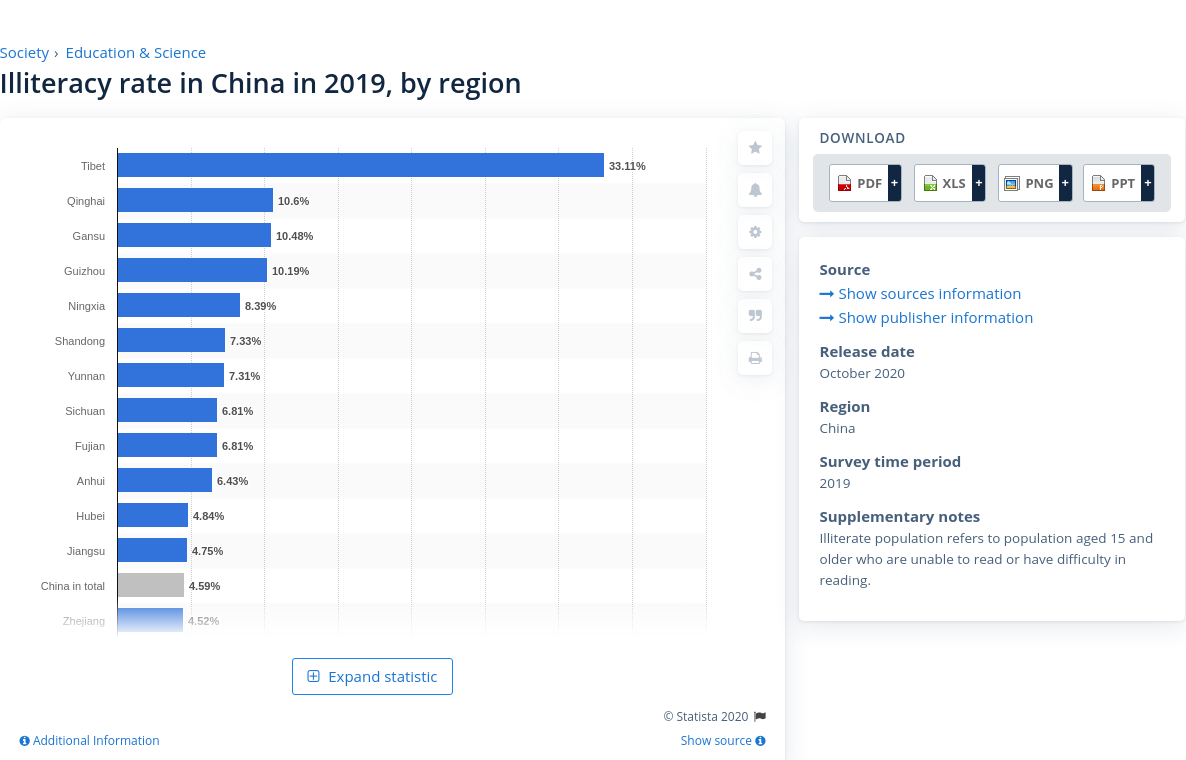 Society › Education & Science
Illiteracy rate in China in 2019, by region
Tibet 33.11%
Qinghai 10.6%
Gansu 10.48%
Guizhou 10.19%
Ningxia 8.39%
Shandong 7.33%
Yunnan 7.31%
Sichuan 6.81%
Fujian 6.81%
Anhui 6.43%
Hubei 4.84%
Jiangsu 4.75%
China in total 4.59%
Zhejiang 4.52%
Expand statistic
© Statista 2020
Additional Information
Show source
DOWNLOAD
PDF + XLS + PNG + PPT +
Source
Show sources information
Show publisher information
Release date
October 2020
Region
China
Survey time period
2019
Supplementary notes
Illiterate population refers to population aged 15 and
older who are unable to read or have difficulty in
reading.